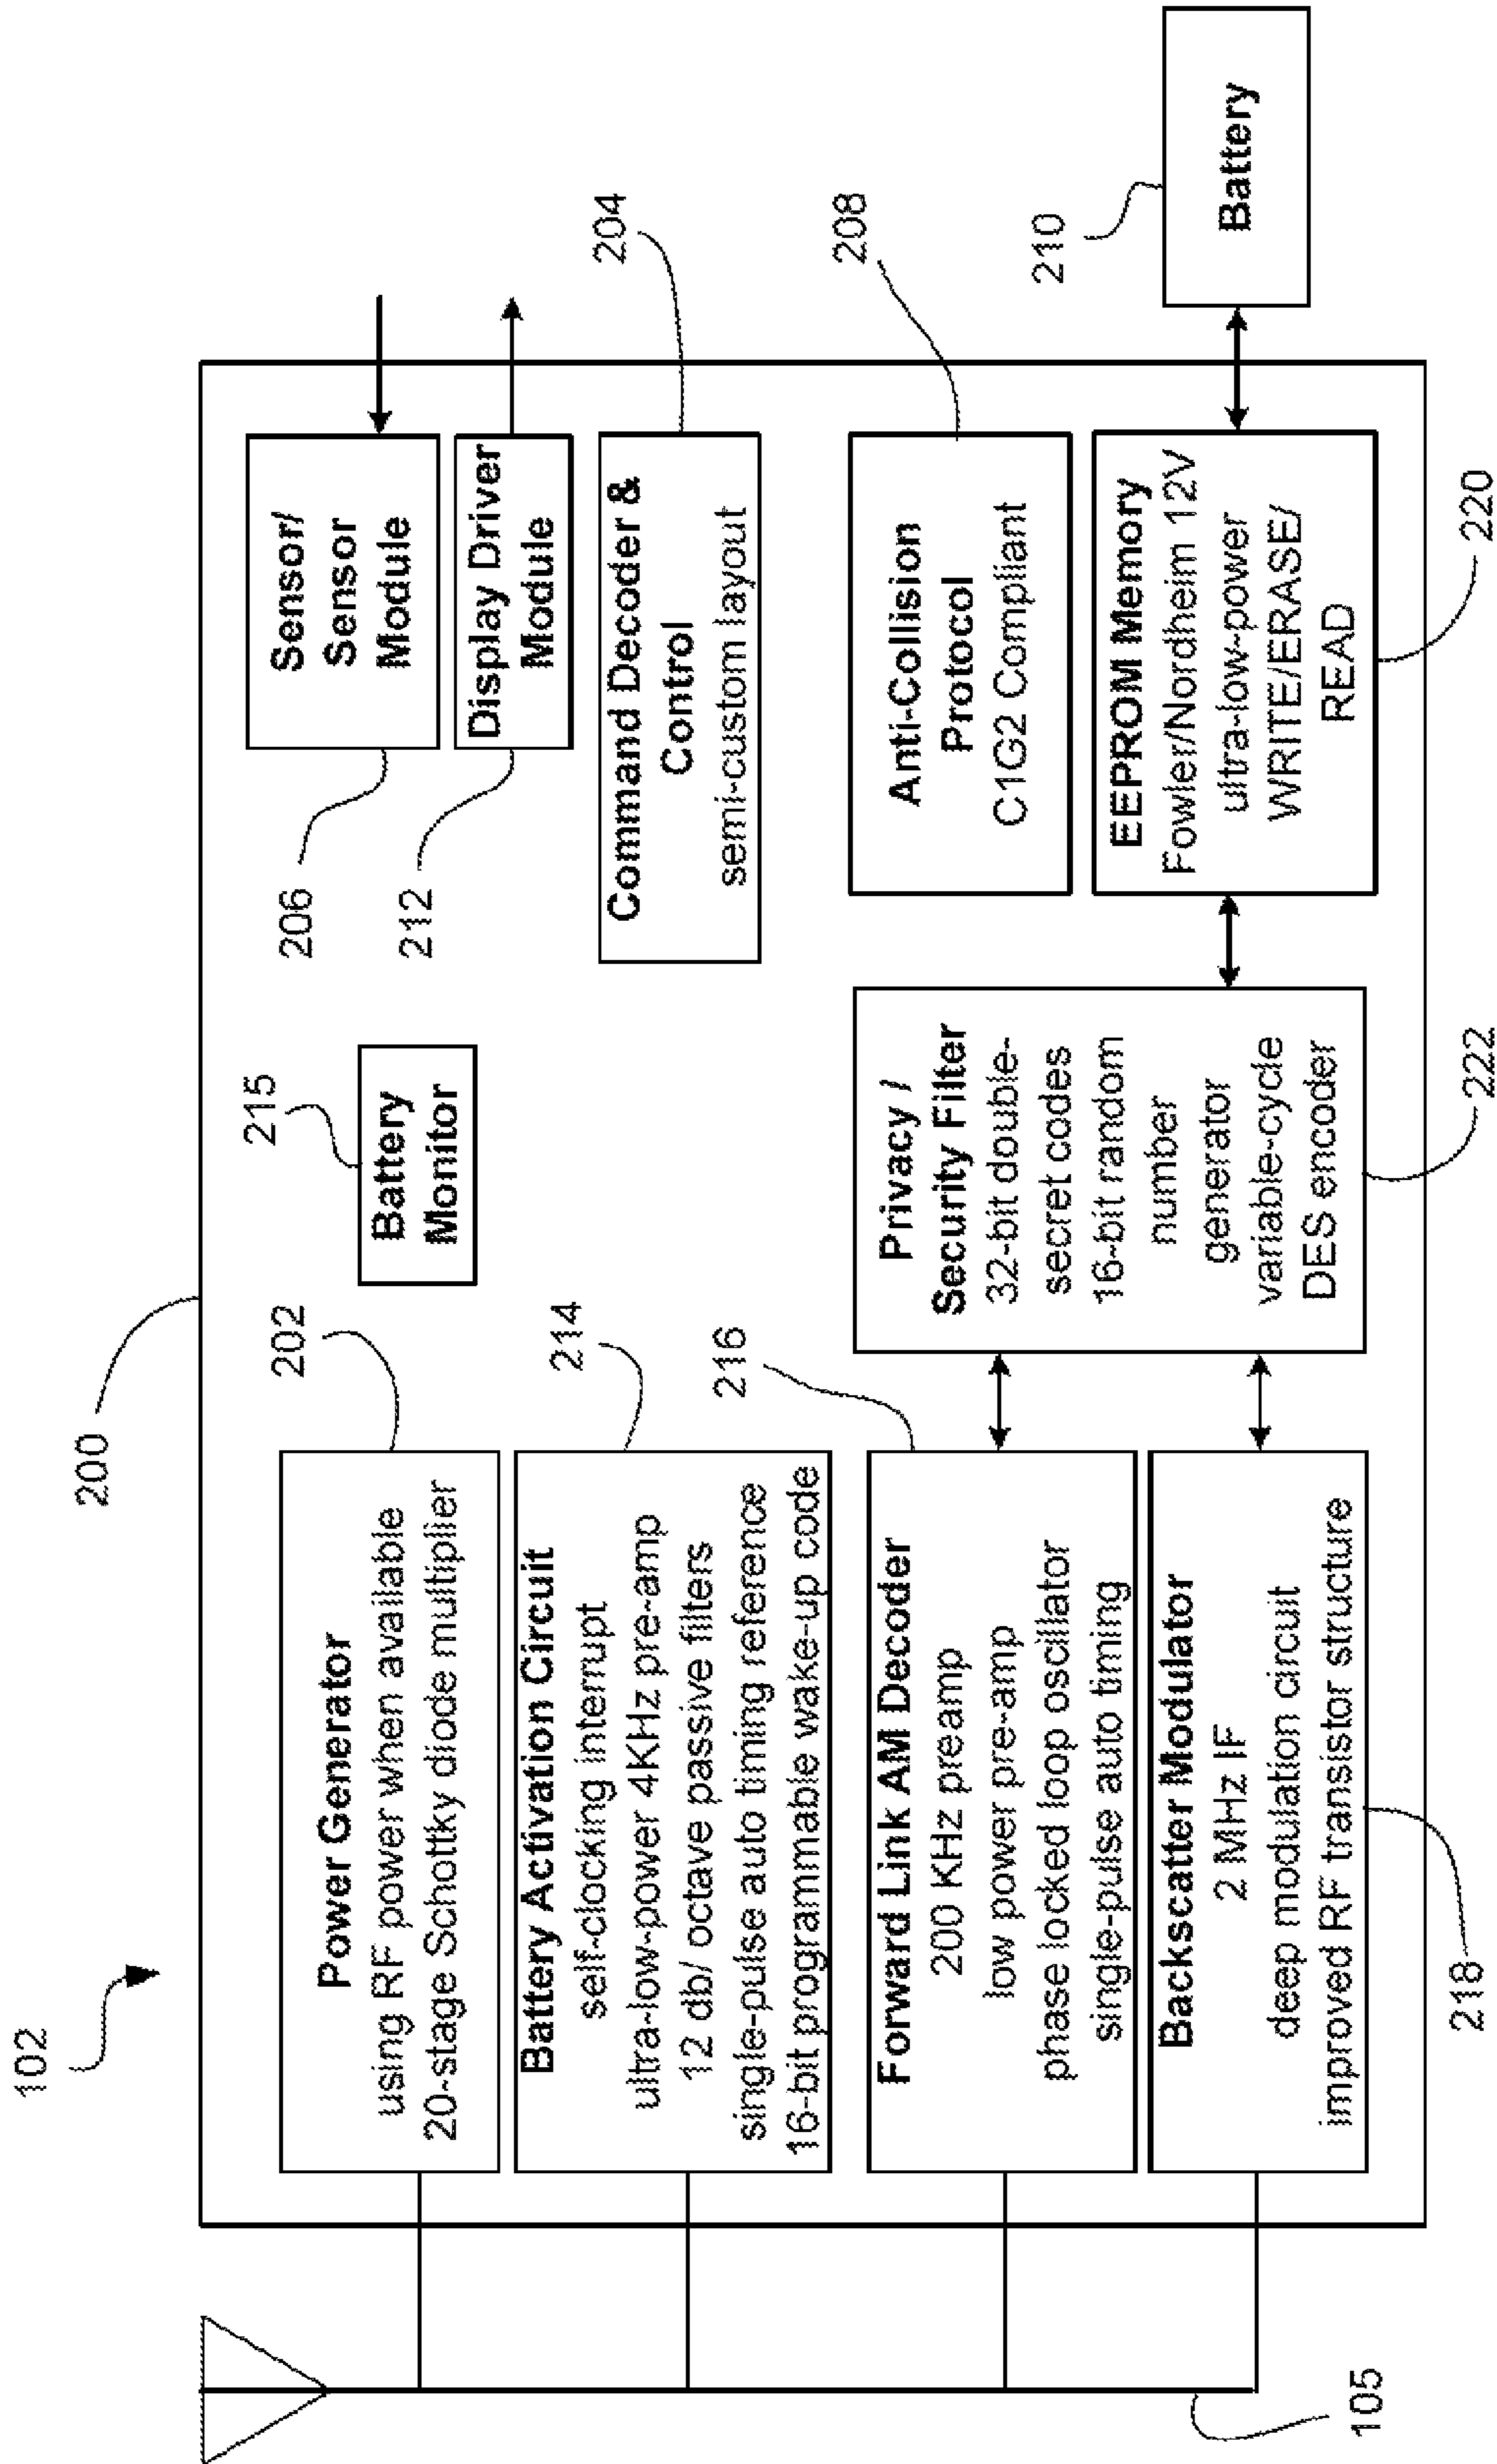 102
200
105
202
Power Generator
using RF power when available
20-stage Schottky diode multiplier
214
Battery Activation Circuit
self-clocking interrupt
ultra-low-power 4KHz pre-amp
12 db/ octave passive filters
single-pulse auto timing reference
16-bit programmable wake-up code
216
Forward Link AM Decoder
200 KHz preamp
low power pre-amp
phase locked loop oscillator
single-pulse auto timing
Backscatter Modulator
2 MHz IF
deep modulation circuit
improved RF transistor structure
218
215
Battery
Monitor
Privacy /
Security Filter
32-bit double-
secret codes
16-bit random
number
generator
variable-cycle
DES encoder
222
Sensor/
Sensor
Module
206
Display Driver
Module
212
Command Decoder &
Control
semi-custom layout
204
Anti-Collision
Protocol
C1G2 Compliant
208
EEPROM Memory
Fowler/Nordheim 12V
ultra-low-power
WRITE/ERASE/
READ
220
210
Battery